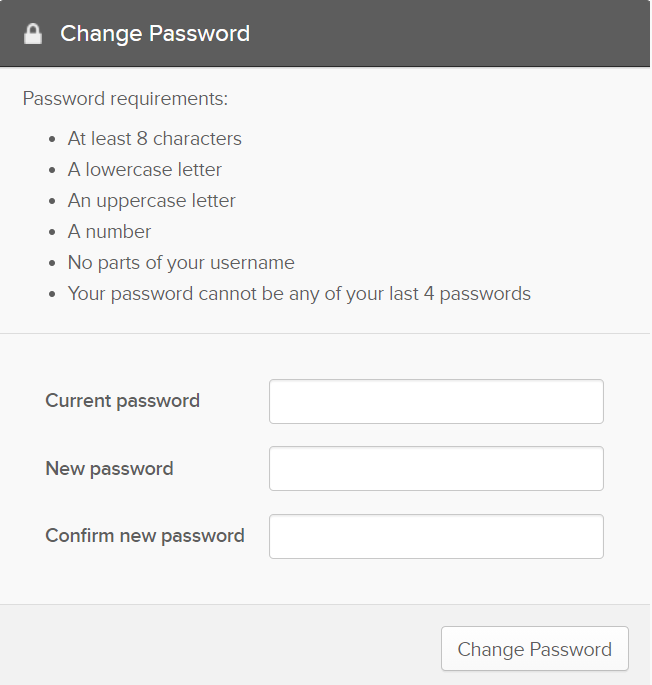 Change Password
Password requirements:
At least 8 characters
A lowercase letter
An uppercase letter
A number
No parts of your username
Your password cannot be any of your last 4 passwords
Current password
New password
Confirm new password
Change Password